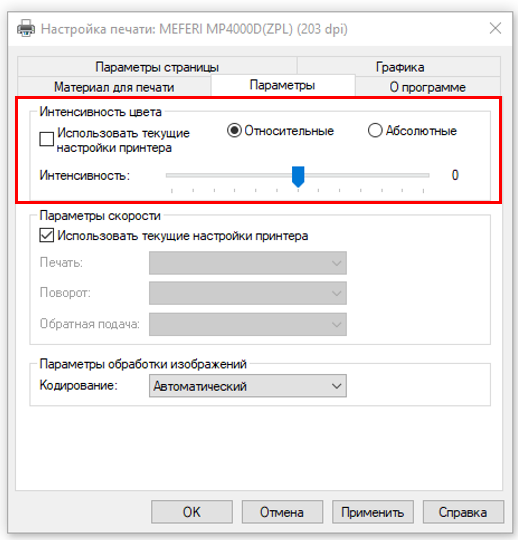 Настройка печати: MEFERI MP4000D(ZPL) (203 dpi)
Параметры страницы
Графика
Материал для печати
Параметры
О программе
Интенсивность цвета
Использовать текущие
настройки принтера
Относительные
Абсолютные
Интенсивность:
0
Параметры скорости
Использовать текущие настройки принтера
Печать:
Поворот:
Обратная подача:
Параметры обработки изображений
Кодирование:
Автоматический
OK
Отмена
Применить
Справка